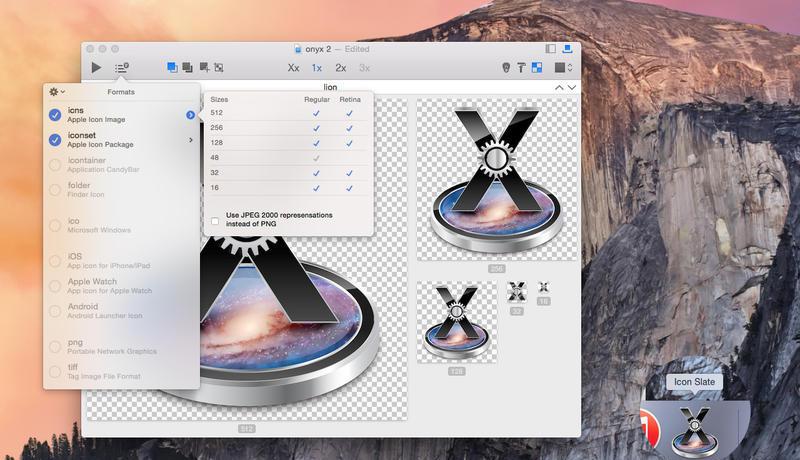 onyx 2 — Edited
Xx 1x 2x 3x
lion
Formats
icns
Apple Icon Image
iconset
Apple Icon Package
icontainer
Application CandyBar
folder
Finder Icon
ico
Microsoft Windows
iOS
App icon for iPhone/iPad
Apple Watch
App icon for Apple Watch
Android
Android Launcher Icon
png
Portable Network Graphics
tiff
Tag Image File Format
Sizes Regular Retina
512
256
128
48
32
16
Use JPEG 2000 represensations
instead of PNG
256
32
16
128
512
Icon Slate